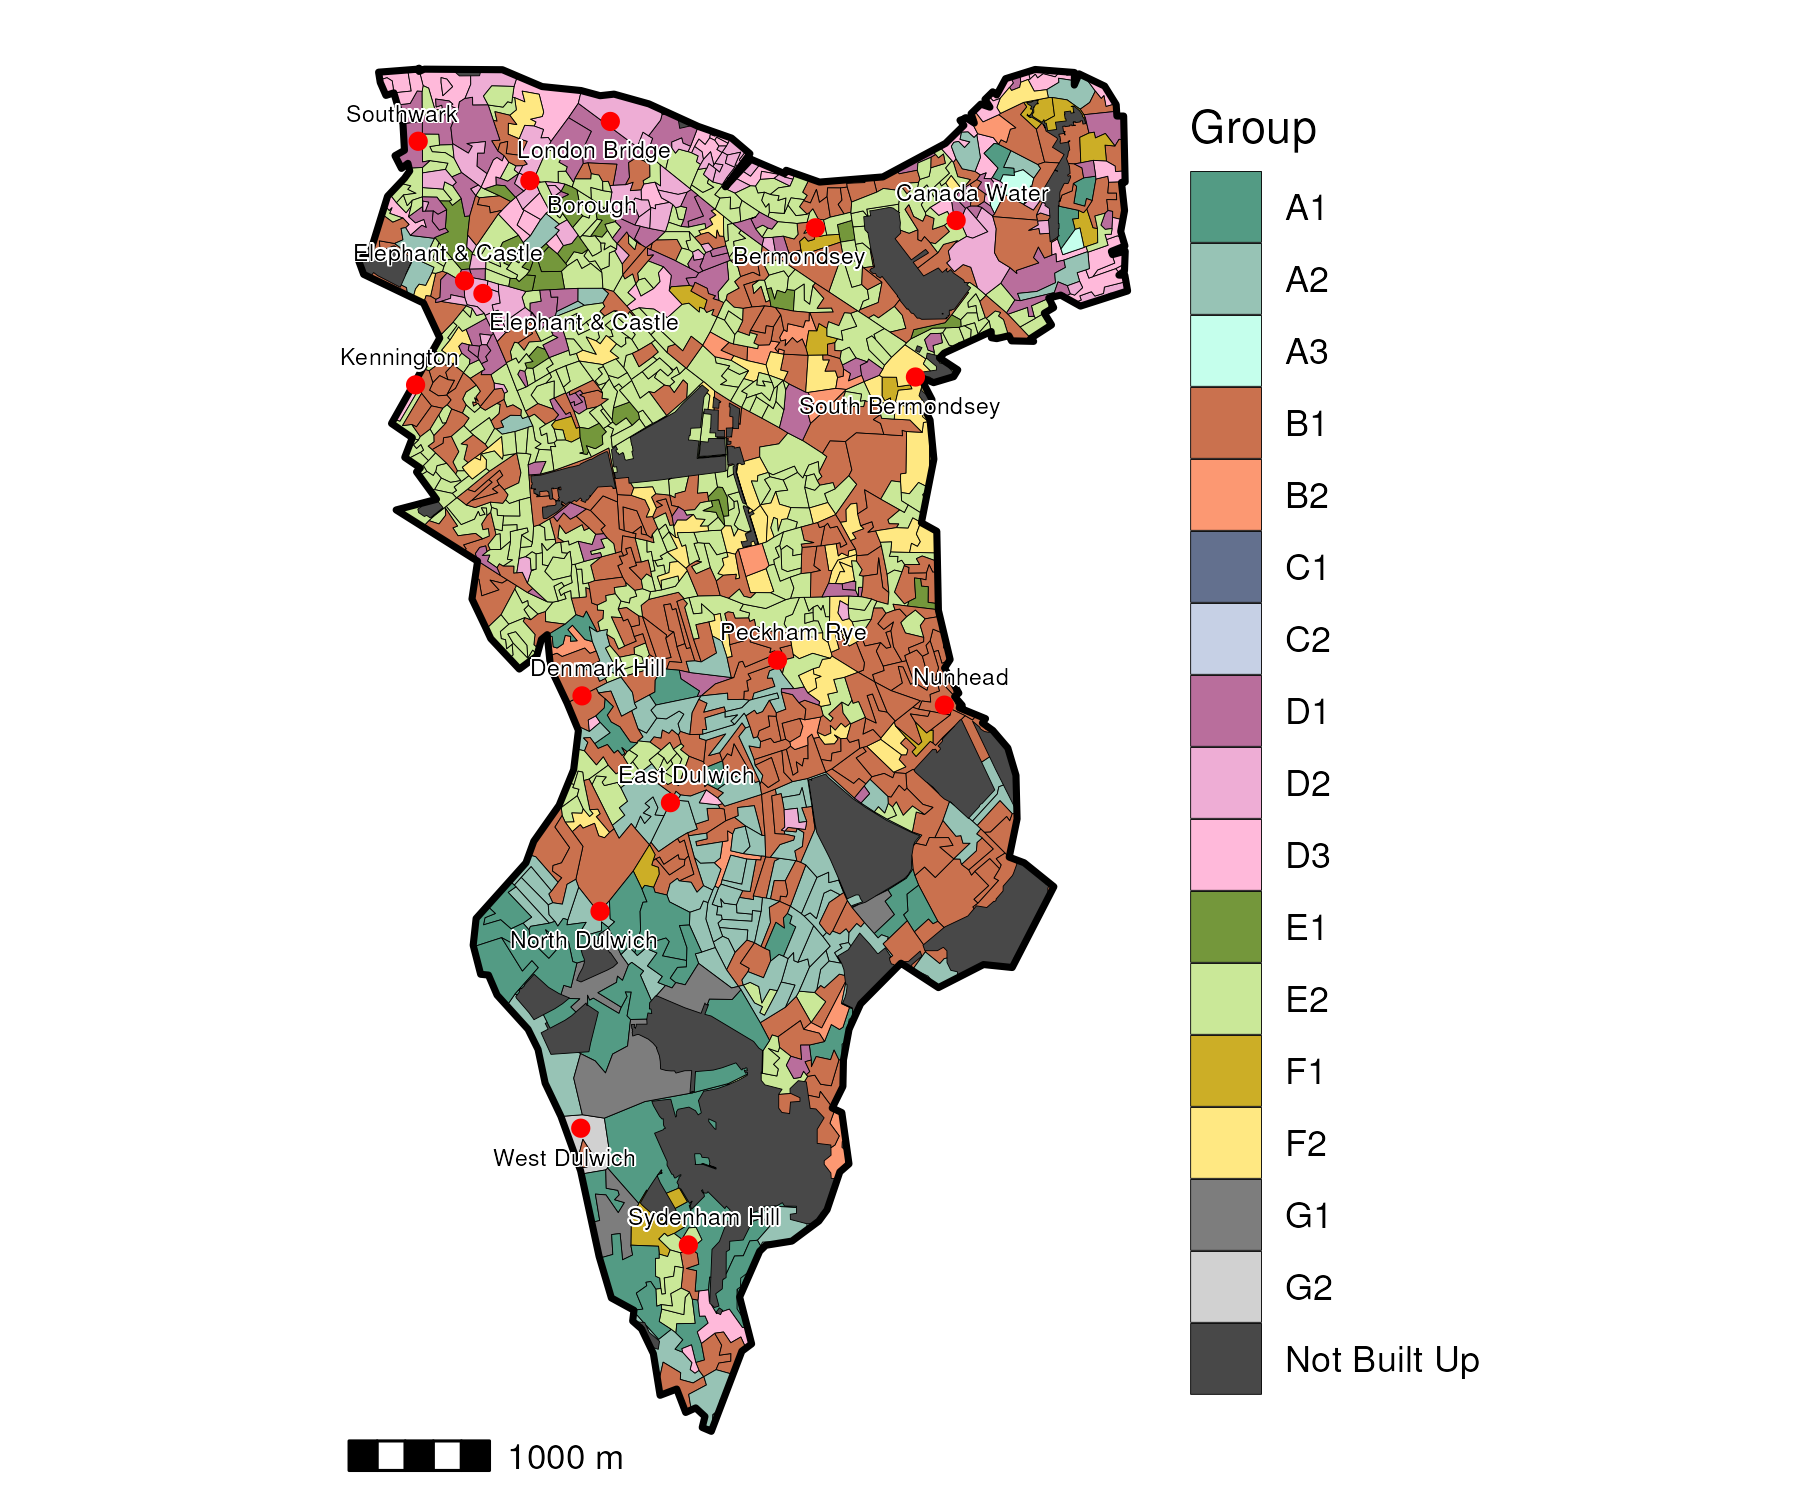 Southwark
London Bridge
Borough
Canada Water
Elephant & Castle
Bermondsey
Elephant & Castle
Kennington
South Bermondsey
Peckham Rye
Denmark Hill
Nunhead
East Dulwich
North Dulwich
West Dulwich
Sydenham Hill
1000 m
Group
A1
A2
A3
B1
B2
C1
C2
D1
D2
D3
E1
E2
F1
F2
G1
G2
Not Built Up